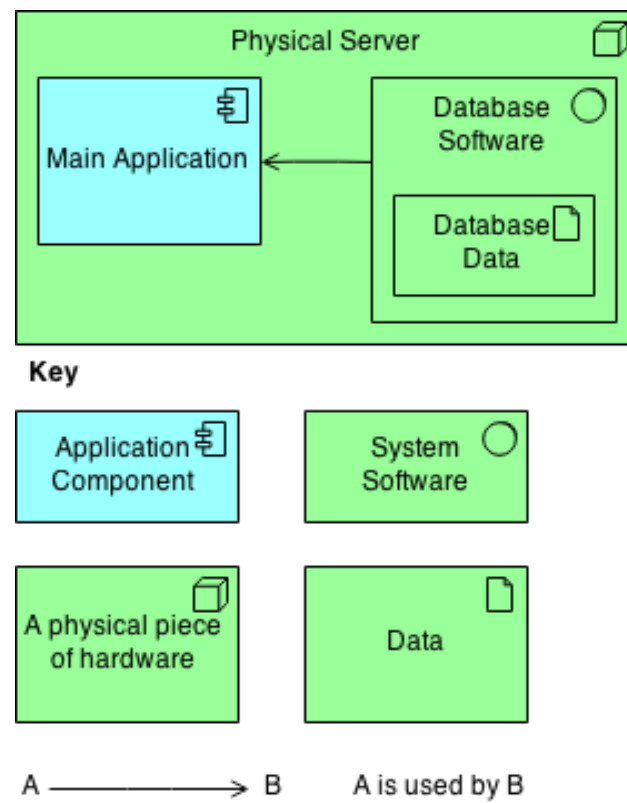 Physical Server
Main Application
Database
Software
Database
Data
Key
Application
Component
System
Software
A physical piece
of hardware
Data
A B A is used by B